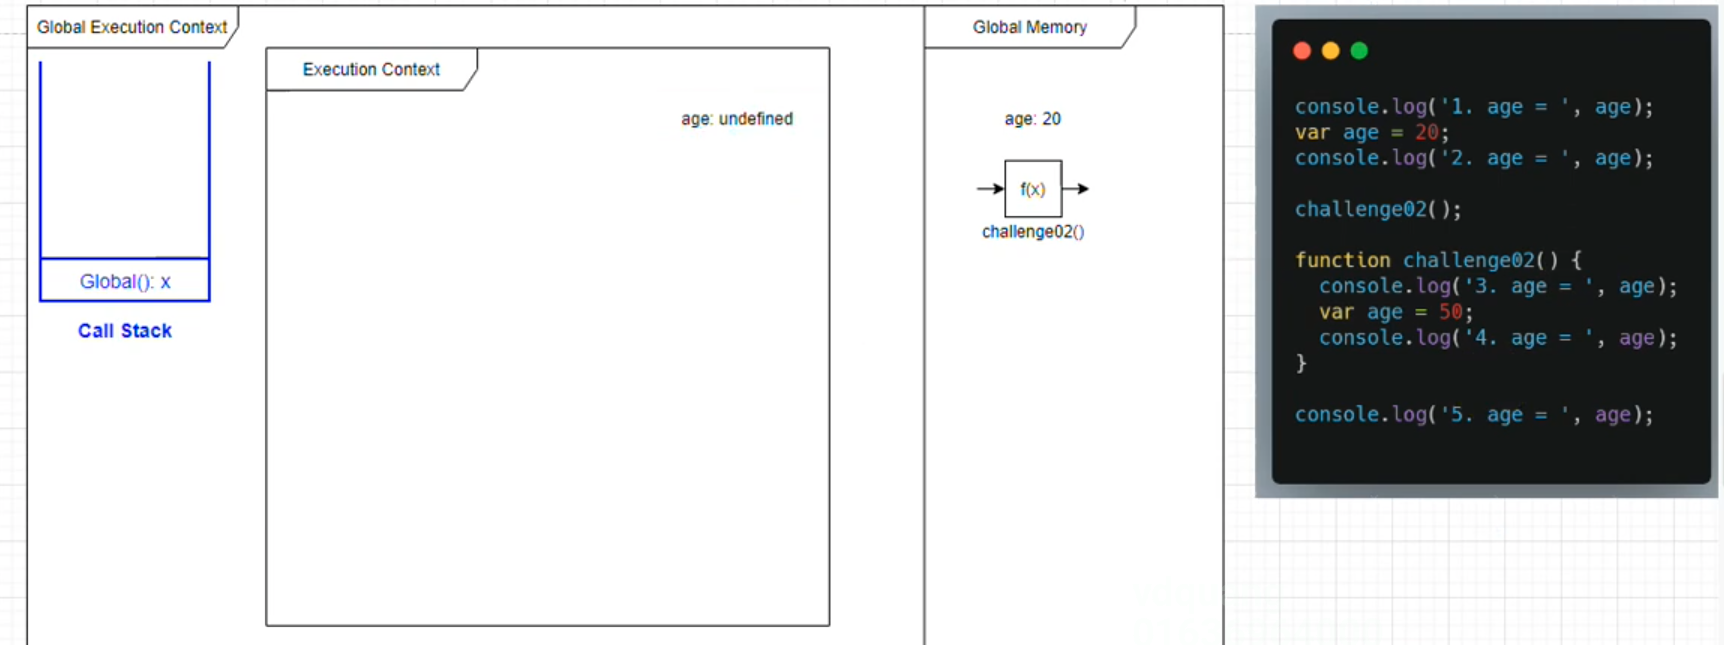 Global Execution Context
Execution Context
age: undefined
Global(): x
Call Stack
Global Memory
age: 20
f(x)
challenge02()
console.log('1. age = ', age);
var age = 20;
console.log('2. age = ', age);
challenge02();
function challenge02() {
console.log('3. age = ', age);
var age = 50;
console.log('4. age = ', age);
}
console.log('5. age = ', age);